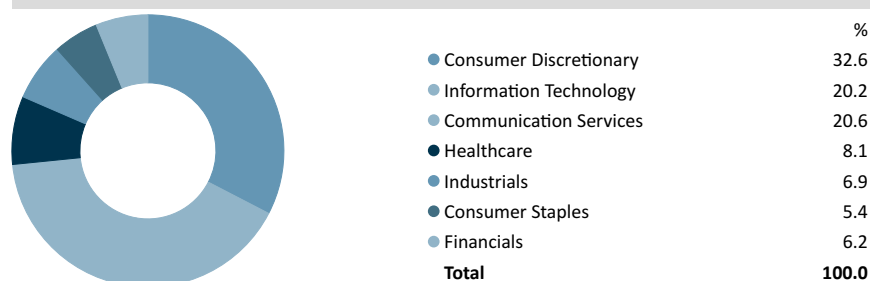 %
Consumer Discretionary 32.6
Information Technology 20.2
Communication Services 20.6
Healthcare 8.1
Industrials 6.9
Consumer Staples 5.4
Financials 6.2
Total 100.0